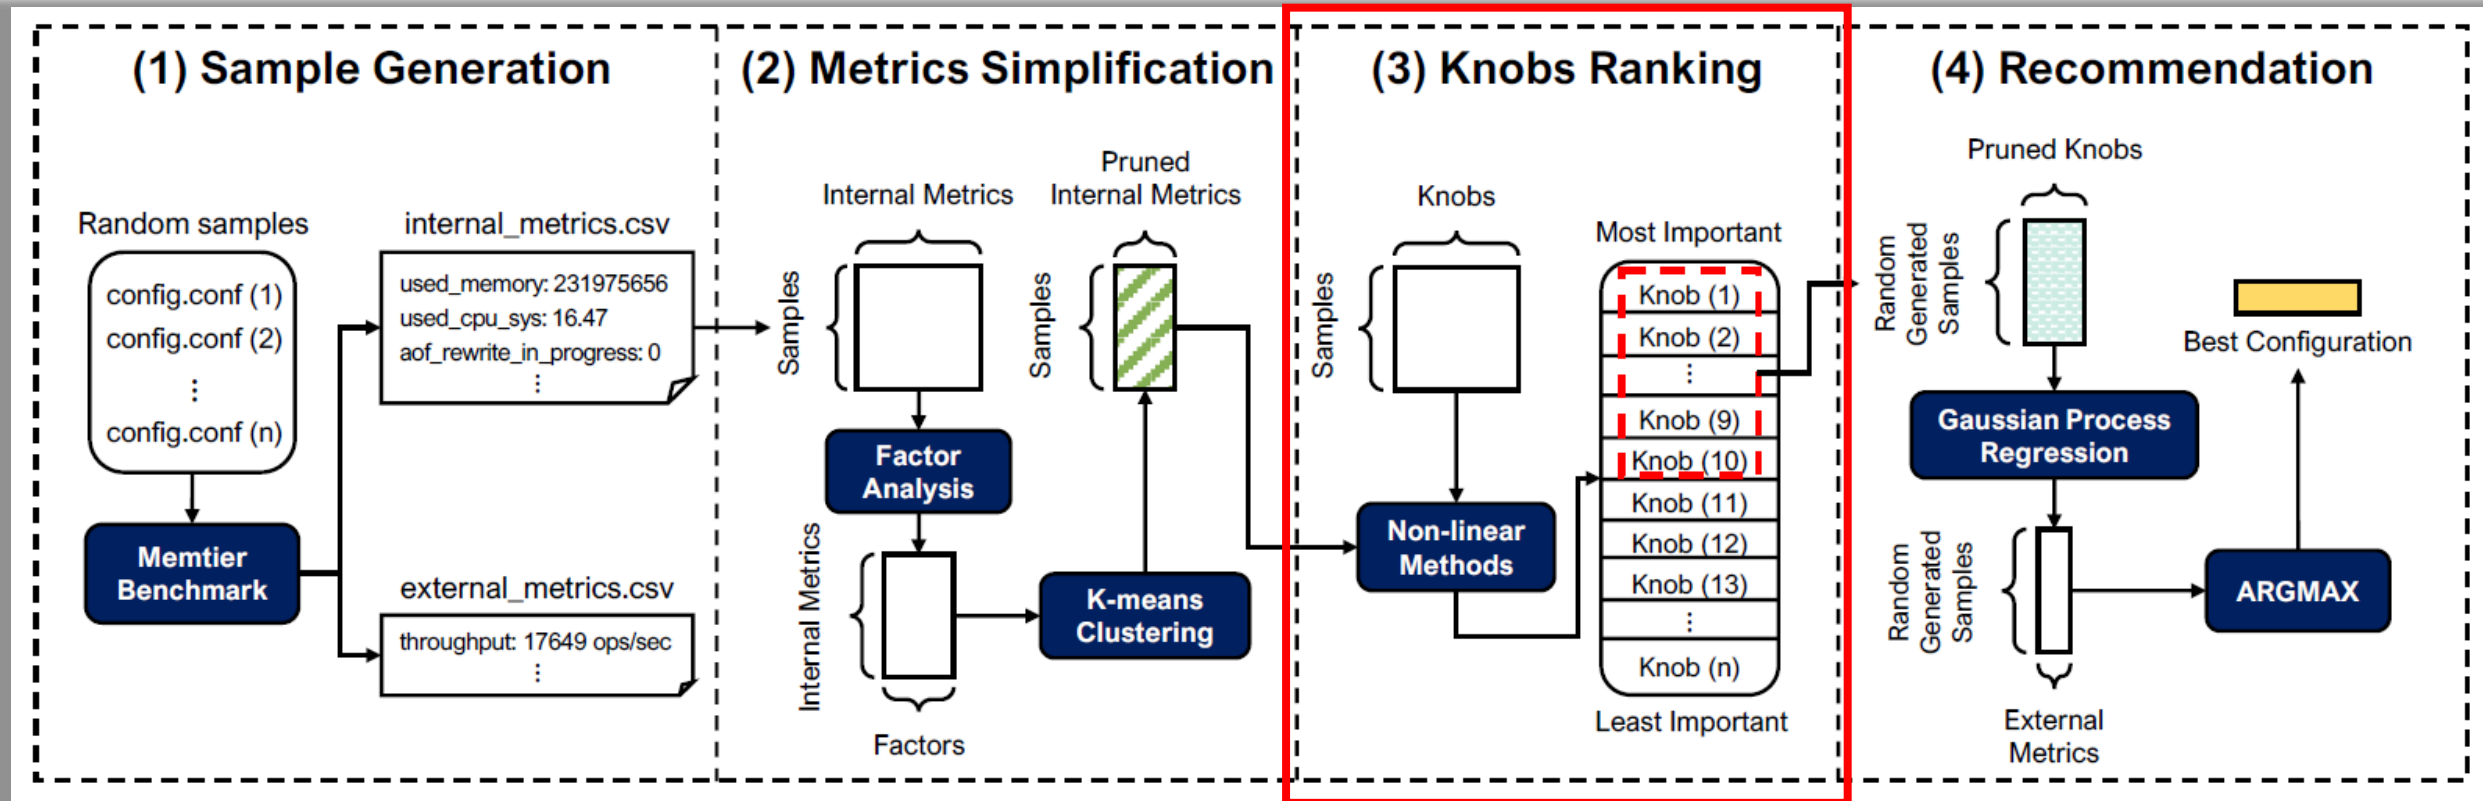 (1) Sample Generation
Random samples
config.conf (1)
config.conf (2)
⋮
config.conf (n)
Memtier
Benchmark
internal_metrics.csv
used_memory: 231975656
used_cpu_sys: 16.47
aof_rewrite_in_progress: 0
⋮
external_metrics.csv
throughput: 17649 ops/sec
⋮
(2) Metrics Simplification
Internal Metrics
Samples
Factor
Analysis
Internal Metrics
Factors
K-means
Clustering
Pruned
Internal Metrics
Samples
(3) Knobs Ranking
Knobs
Samples
Non-linear
Methods
Most Important
Knob (1)
Knob (2)
⋮
Knob (9)
Knob (10)
Knob (11)
Knob (12)
Knob (13)
⋮
Knob (n)
Least Important
(4) Recommendation
Pruned Knobs
Random
Generated
Samples
Gaussian Process
Regression
Random
Generated
Samples
External
Metrics
ARGMAX
Best Configuration